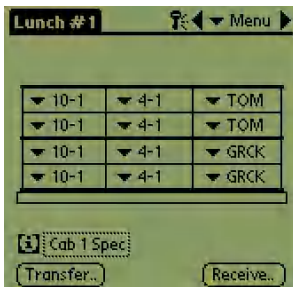 Lunch #1 Menu
10-1 4-1 TOM
10-1 4-1 TOM
10-1 4-1 GRCK
10-1 4-1 GRCK
Cab 1 Spec
Transfer.. Receive..